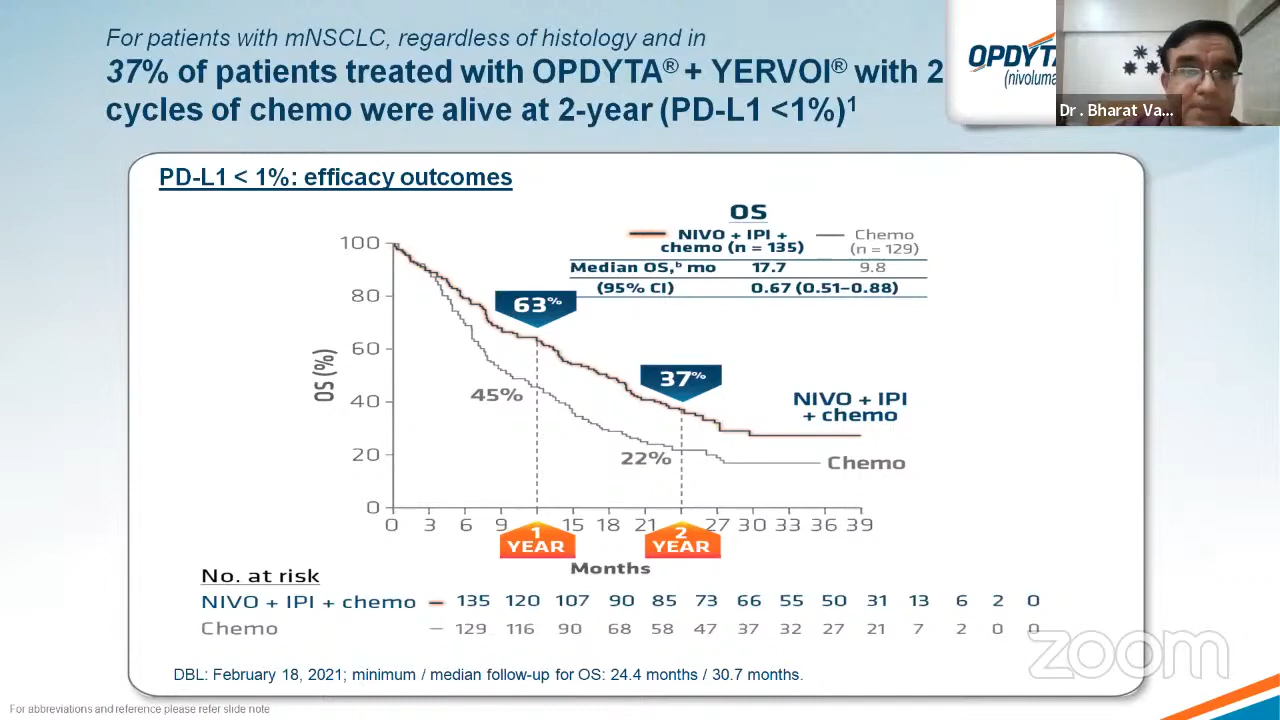 For patients with mNSCLC, regardless of histology and in
37% of patients treated with OPDYTA® + YERVOI® with 2
cycles of chemo were alive at 2-year (PD-L1 <1%)¹
OPDYTA
(nivoluma
Dr. Bharat Va...
PD-L1 < 1%: efficacy outcomes
OS
NIVO + IPI +
chemo (n = 135)
Chemo
(n = 129)
Median OS,ᵇ mo 17.7 9.8
(95% CI) 0.67 (0.51–0.88)
OS (%)
100
80
60
40
20
0
63%
45%
37%
22%
NIVO + IPI
+ chemo
Chemo
0 3 6 9 15 18 21 27 30 33 36 39
1
YEAR
2
YEAR
Months
No. at risk
NIVO + IPI + chemo 135 120 107 90 85 73 66 55 50 31 13 6 2 0
Chemo 129 116 90 68 58 47 37 32 27 21 7 2 0 0
zoom
DBL: February 18, 2021; minimum / median follow-up for OS: 24.4 months / 30.7 months.
For abbreviations and reference please refer slide note